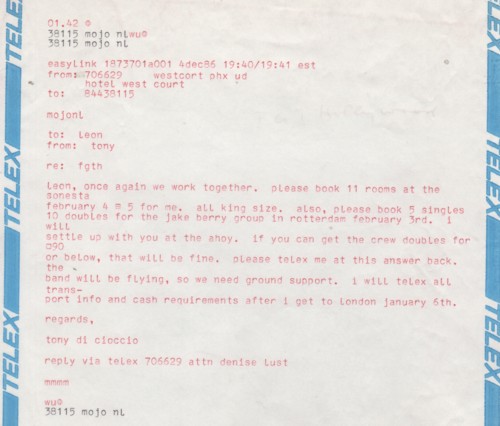 01.42 @
38115 mojo nlwu@
38115 mojo nl
easylink 1873701a001 4dec86 19:40/19:41 est
from: 706629 westcort phx ud
hotel west court
to: 84438115
mojonl
to: leon
from: tony
re: fgth
leon, once again we work together. please book 11 rooms at the
sonesta
february 4 = 5 for me. all king size. also, please book 5 singles
10 doubles for the jake berry group in rotterdam february 3rd. i
will
settle up with you at the ahoy. if you can get the crew doubles for
¤90
or below, that will be fine. please telex me at this answer back.
the
band will be flying, so we need ground support. i will telex all
trans-
port info and cash requirements after i get to london january 6th.
regards,
tony di cioccio
reply via telex 706629 attn denise lust
mmmm
wu@
38115 mojo nl
TELEX
TELEX
TELEX
TELEX
TELEX
TELEX